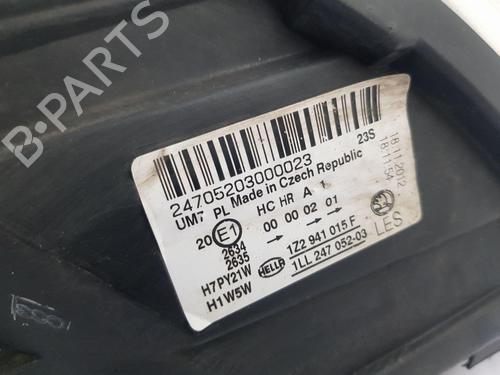 B-PARTS
23S
24705203000023
UM7 PL Made in Czech Republic
HC HR A 1
20 E1 00 00 02 01
2634
2635
H7PY21W
H1W5W
HELLA
1Z2 941 015 F
1LL 247 052-03
LES
18.11.2012
18:11:54